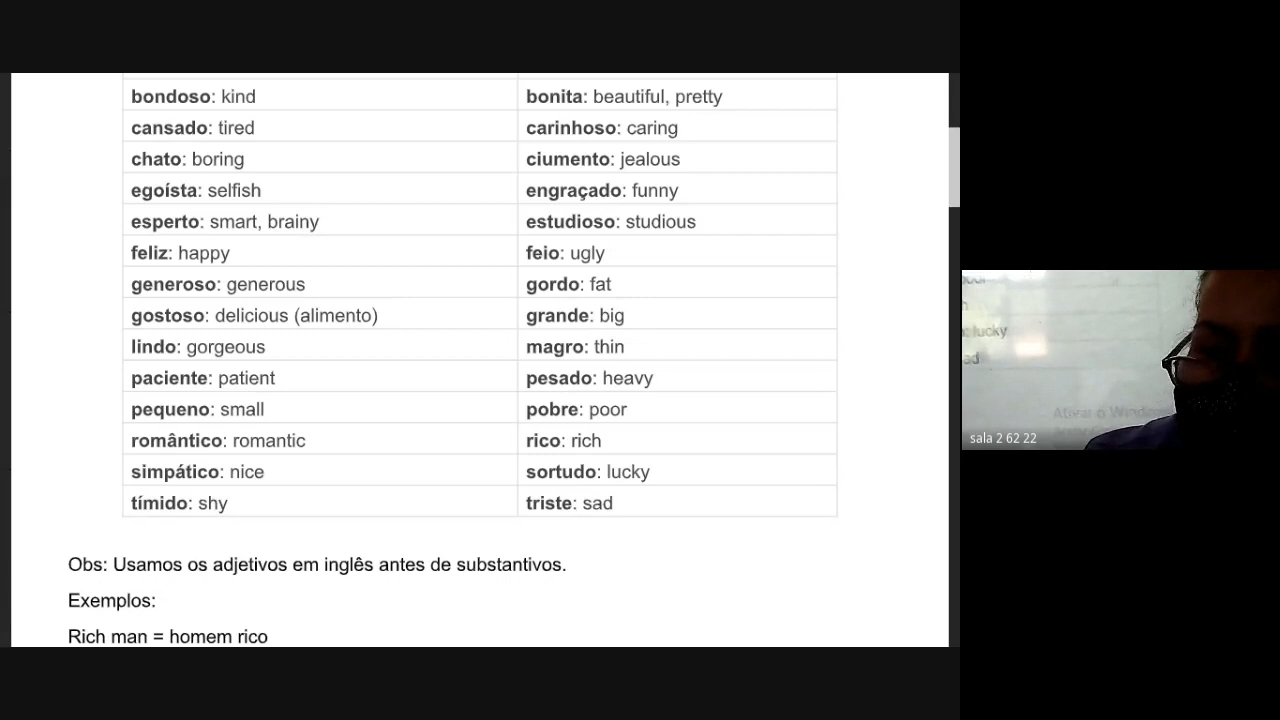 bondoso: kind bonita: beautiful, pretty
cansado: tired carinhoso: caring
chato: boring ciumento: jealous
egoísta: selfish engraçado: funny
esperto: smart, brainy estudioso: studious
feliz: happy feio: ugly
generoso: generous gordo: fat
gostoso: delicious (alimento) grande: big
lindo: gorgeous magro: thin
paciente: patient pesado: heavy
pequeno: small pobre: poor
romântico: romantic rico: rich
simpático: nice sortudo: lucky
tímido: shy triste: sad
Obs: Usamos os adjetivos em inglês antes de substantivos.
Exemplos:
Rich man = homem rico
lucky
ad
Ativar o Windows
sala 2 62 22